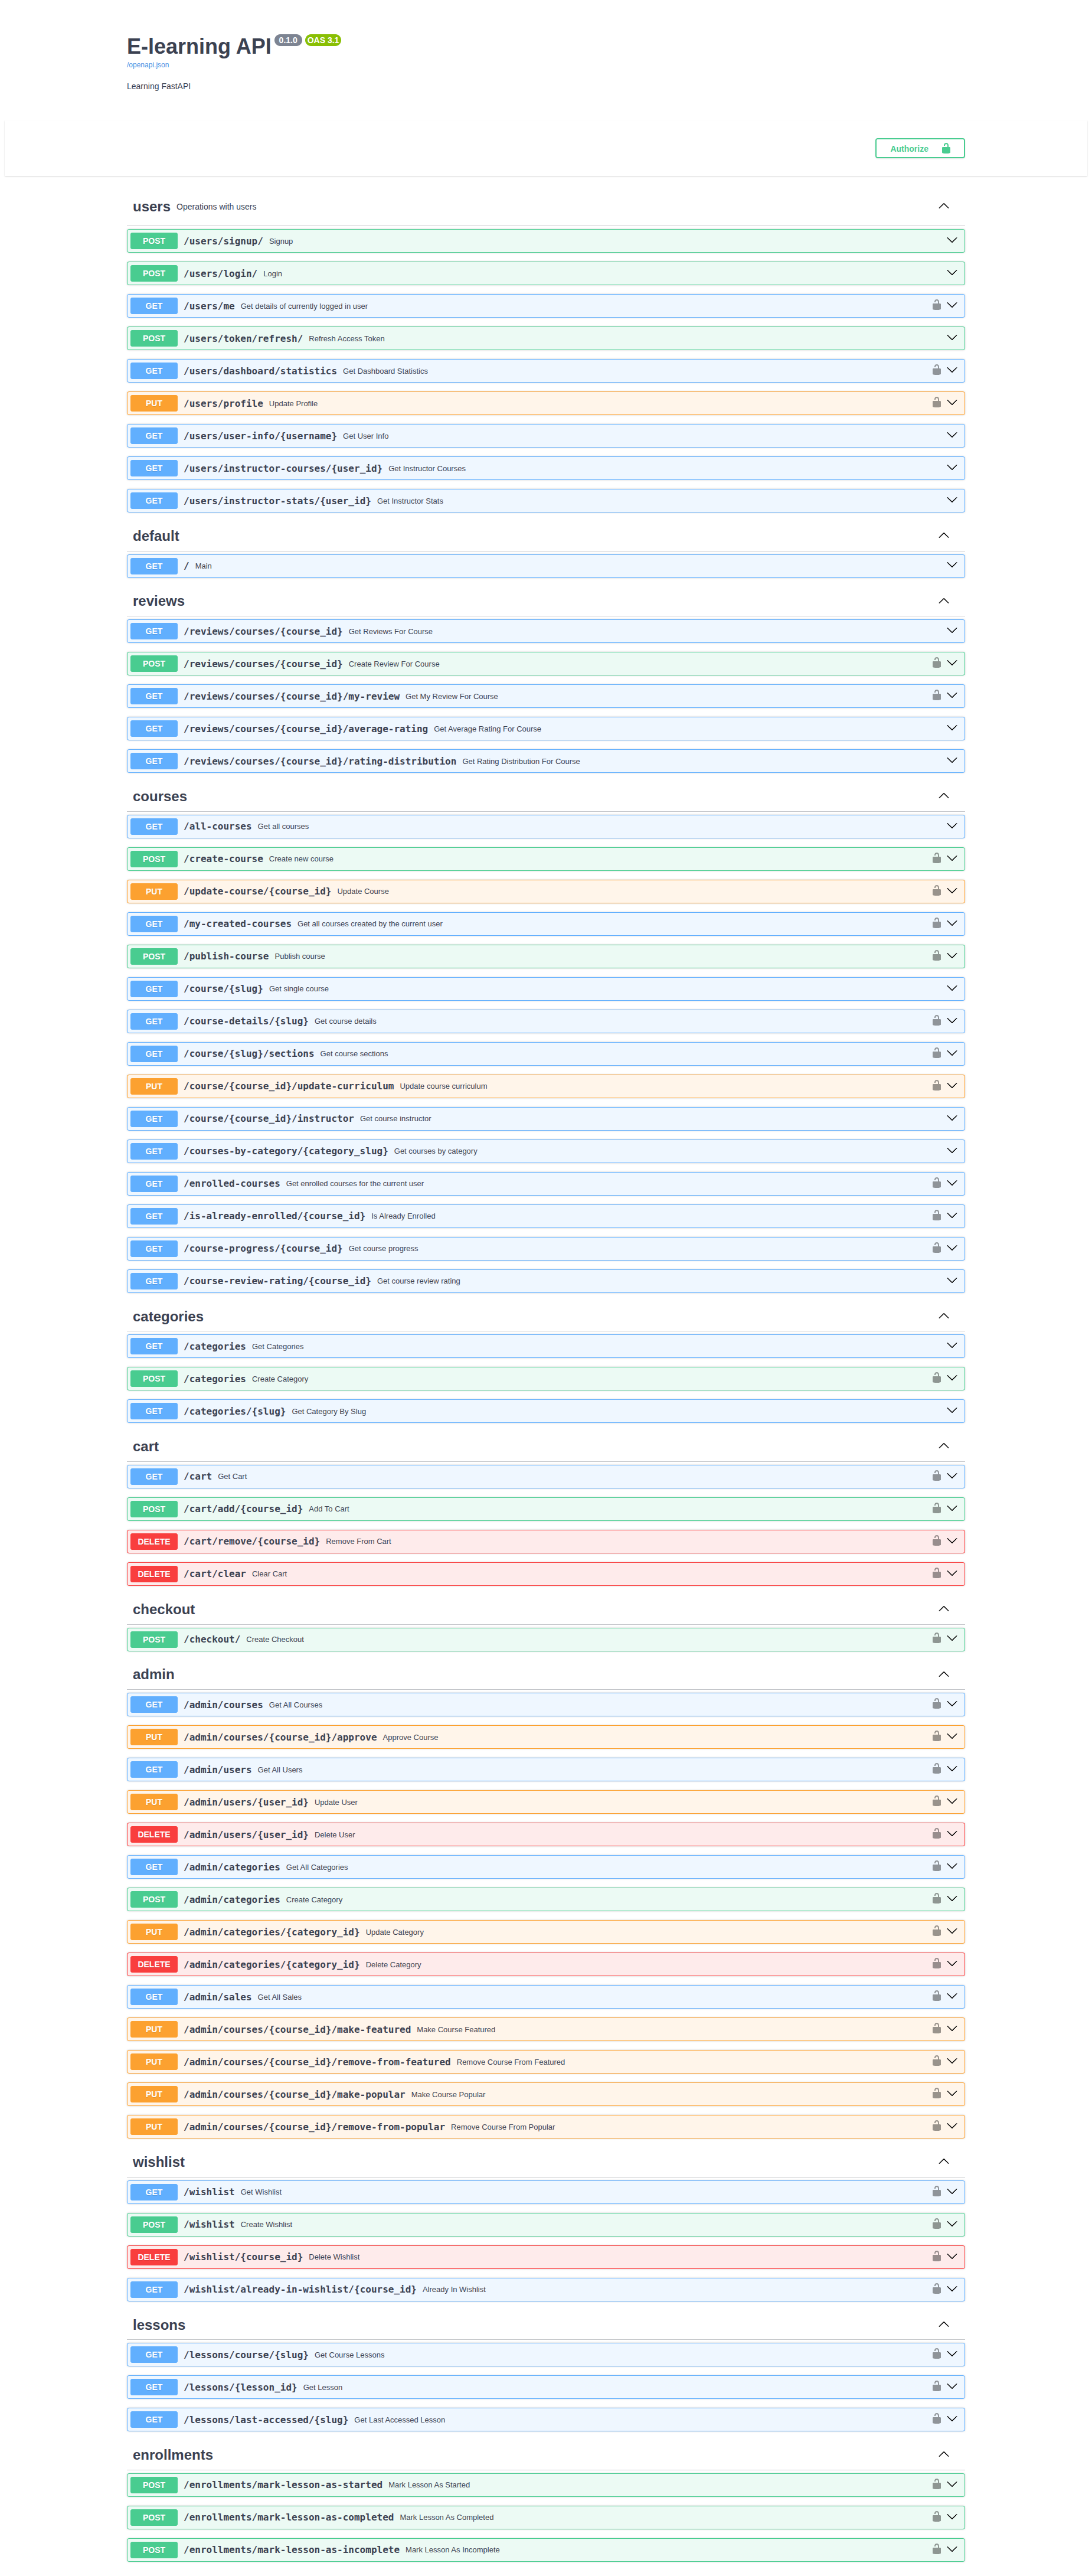 E-learning API 0.1.0 OAS 3.1
/openapi.json
Learning FastAPI
Authorize
users Operations with users
POST /users/signup/ Signup
POST /users/login/ Login
GET /users/me Get details of currently logged in user
POST /users/token/refresh/ Refresh Access Token
GET /users/dashboard/statistics Get Dashboard Statistics
PUT /users/profile Update Profile
GET /users/user-info/{username} Get User Info
GET /users/instructor-courses/{user_id} Get Instructor Courses
GET /users/instructor-stats/{user_id} Get Instructor Stats
default
GET / Main
reviews
GET /reviews/courses/{course_id} Get Reviews For Course
POST /reviews/courses/{course_id} Create Review For Course
GET /reviews/courses/{course_id}/my-review Get My Review For Course
GET /reviews/courses/{course_id}/average-rating Get Average Rating For Course
GET /reviews/courses/{course_id}/rating-distribution Get Rating Distribution For Course
courses
GET /all-courses Get all courses
POST /create-course Create new course
PUT /update-course/{course_id} Update Course
GET /my-created-courses Get all courses created by the current user
POST /publish-course Publish course
GET /course/{slug} Get single course
GET /course-details/{slug} Get course details
GET /course/{slug}/sections Get course sections
PUT /course/{course_id}/update-curriculum Update course curriculum
GET /course/{course_id}/instructor Get course instructor
GET /courses-by-category/{category_slug} Get courses by category
GET /enrolled-courses Get enrolled courses for the current user
GET /is-already-enrolled/{course_id} Is Already Enrolled
GET /course-progress/{course_id} Get course progress
GET /course-review-rating/{course_id} Get course review rating
categories
GET /categories Get Categories
POST /categories Create Category
GET /categories/{slug} Get Category By Slug
cart
GET /cart Get Cart
POST /cart/add/{course_id} Add To Cart
DELETE /cart/remove/{course_id} Remove From Cart
DELETE /cart/clear Clear Cart
checkout
POST /checkout/ Create Checkout
admin
GET /admin/courses Get All Courses
PUT /admin/courses/{course_id}/approve Approve Course
GET /admin/users Get All Users
PUT /admin/users/{user_id} Update User
DELETE /admin/users/{user_id} Delete User
GET /admin/categories Get All Categories
POST /admin/categories Create Category
PUT /admin/categories/{category_id} Update Category
DELETE /admin/categories/{category_id} Delete Category
GET /admin/sales Get All Sales
PUT /admin/courses/{course_id}/make-featured Make Course Featured
PUT /admin/courses/{course_id}/remove-from-featured Remove Course From Featured
PUT /admin/courses/{course_id}/make-popular Make Course Popular
PUT /admin/courses/{course_id}/remove-from-popular Remove Course From Popular
wishlist
GET /wishlist Get Wishlist
POST /wishlist Create Wishlist
DELETE /wishlist/{course_id} Delete Wishlist
GET /wishlist/already-in-wishlist/{course_id} Already In Wishlist
lessons
GET /lessons/course/{slug} Get Course Lessons
GET /lessons/{lesson_id} Get Lesson
GET /lessons/last-accessed/{slug} Get Last Accessed Lesson
enrollments
POST /enrollments/mark-lesson-as-started Mark Lesson As Started
POST /enrollments/mark-lesson-as-completed Mark Lesson As Completed
POST /enrollments/mark-lesson-as-incomplete Mark Lesson As Incomplete